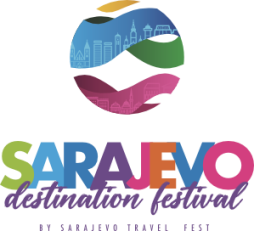 SARAJEVO
destination festival
BY SARAJEVO TRAVEL FEST